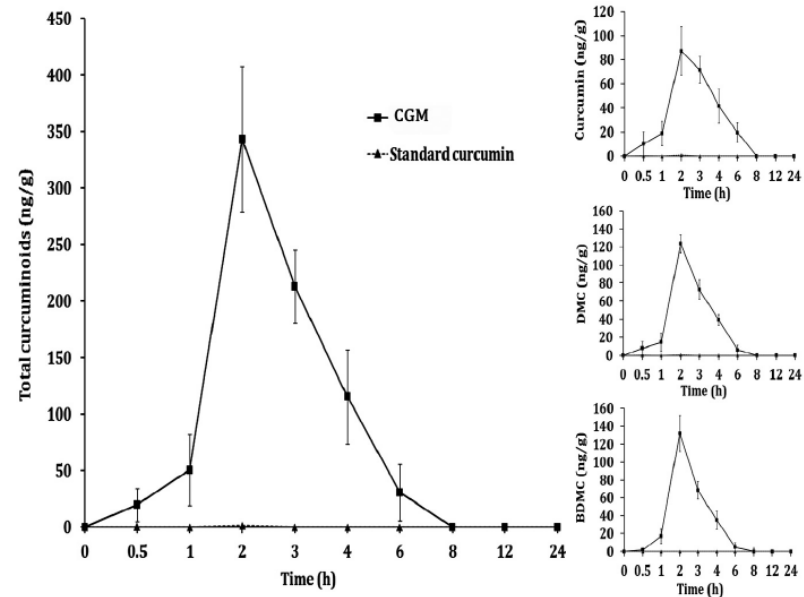 Total curcuminoids (ng/g)
450
400
350
300
250
200
150
100
50
0
0 0.5 1 2 3 4 6 8 12 24
Time (h)
CGM
Standard curcumin
Curcumin (ng/g)
120
100
80
60
40
20
0
0 0.5 1 2 3 4 6 8 12 24
Time (h)
DMC (ng/g)
160
140
120
100
80
60
40
20
0
0 0.5 1 2 3 4 6 8 12 24
Time (h)
BDMC (ng/g)
160
140
120
100
80
60
40
20
0
0 0.5 1 2 3 4 6 8 12 24
Time (h)